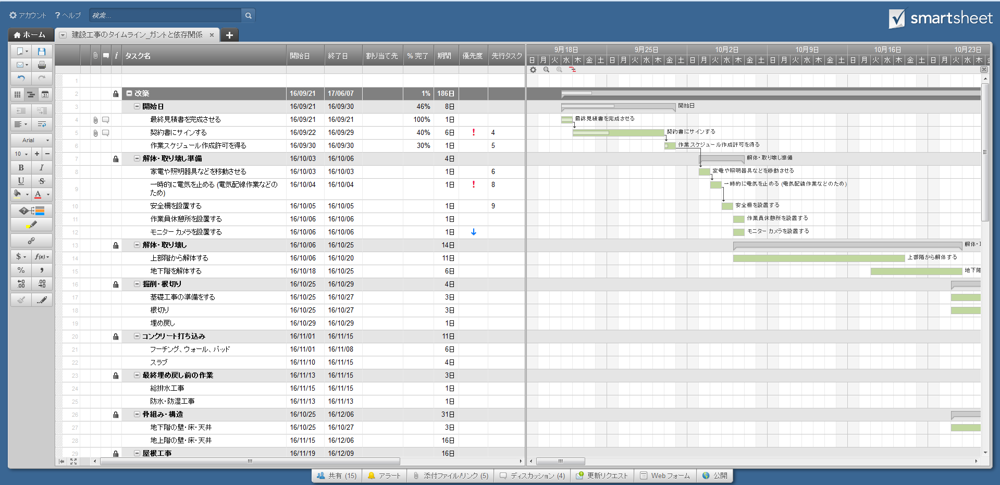 アカウント ? ヘルプ 検索...
smartsheet
ホーム 建設工事のタイムライン_ガントと依存関係 × +
i タスク名 開始日 終了日 割り当て先 % 完了 期間 優先度 先行タスク
9月18日 9月25日 10月2日 10月9日 10月16日 10月23日
日 月 火 水 木 金 土 日 月 火 水 木 金 土 日 月 火 水 木 金 土 日 月 火 水 木 金 土 日 月 火 水 木 金 土 日 月 火 水 木
1
2 改築 16/09/21 17/06/07 1% 186日
3 開始日 16/09/21 16/09/30 46% 8日 開始日
4 最終見積書を完成させる 16/09/21 16/09/21 100% 1日 最終見積書を完成させる
5 契約書にサインする 16/09/22 16/09/29 40% 6日 ! 4 契約書にサインする
6 作業スケジュール作成許可を得る 16/09/30 16/09/30 30% 1日 5 作業スケジュール作成許可を得る
7 解体・取り壊し準備 16/10/03 16/10/06 4日 解体・取り壊し準備
8 家電や照明器具などを移動させる 16/10/03 16/10/03 1日 6 家電や照明器具などを移動させる
9 一時的に電気を止める (電気配線作業などの
ため) 16/10/04 16/10/04 1日 ! 8 一時的に電気を止める (電気配線作業などのため)
10 安全柵を設置する 16/10/05 16/10/05 1日 9 安全柵を設置する
11 作業員休憩所を設置する 16/10/06 16/10/06 1日 作業員休憩所を設置する
12 モニター カメラを設置する 16/10/06 16/10/06 1日 モニター カメラを設置する
13 解体・取り壊し 16/10/06 16/10/25 14日 解体・
14 上部階から解体する 16/10/06 16/10/20 11日 上部階から解体する
15 地下階を解体する 16/10/18 16/10/25 6日 地下階
16 掘削・根切り 16/10/25 16/10/29 4日
17 基礎工事の準備をする 16/10/25 16/10/27 3日
18 根切り 16/10/25 16/10/27 3日
19 埋め戻し 16/10/29 16/10/29 1日
20 コンクリート打ち込み 16/11/01 16/11/15 11日
21 フーチング、ウォール、パッド 16/11/01 16/11/08 6日
22 スラブ 16/11/10 16/11/15 4日
23 最終埋め戻し前の作業 16/11/13 16/11/15 3日
24 給排水工事 16/11/15 16/11/15 1日
25 防水・防湿工事 16/11/13 16/11/13 1日
26 骨組み・構造 16/10/25 16/12/06 31日
27 地下階の壁・床・天井 16/10/25 16/10/27 3日
28 地上階の壁・床・天井 16/11/15 16/12/06 16日
29 屋根工事 16/11/19 16/12/09 16日
31
Arial
10 + −
B I
U S
A
$ f(x)
% ,
.00 .00
共有 (15) アラート 添付ファイル/リンク (5) ディスカッション (4) 更新リクエスト Web フォーム 公開